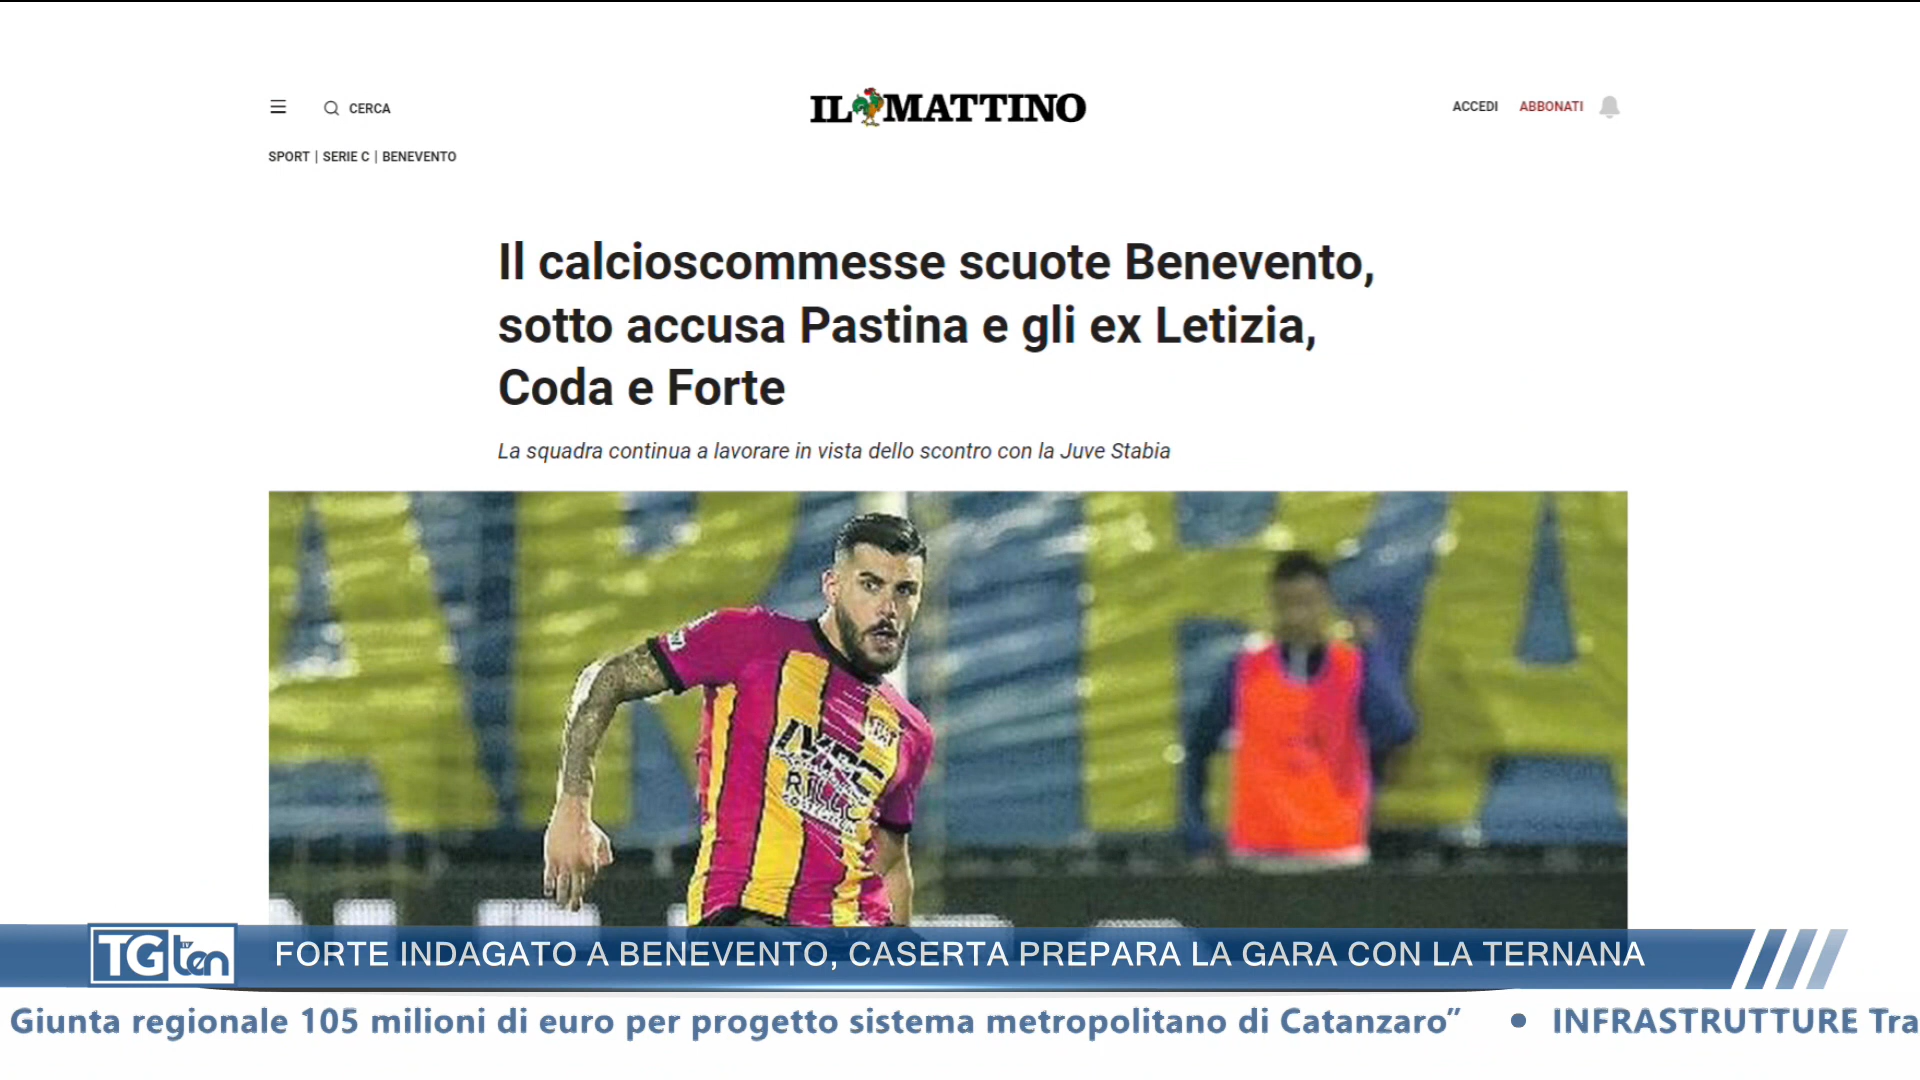 CERCA
IL MATTINO
ACCEDI ABBONATI
SPORT | SERIE C | BENEVENTO
Il calcioscommesse scuote Benevento,
sotto accusa Pastina e gli ex Letizia,
Coda e Forte
La squadra continua a lavorare in vista dello scontro con la Juve Stabia
TG ten TV
FORTE INDAGATO A BENEVENTO, CASERTA PREPARA LA GARA CON LA TERNANA
Giunta regionale 105 milioni di euro per progetto sistema metropolitano di Catanzaro” • INFRASTRUTTURE Tra